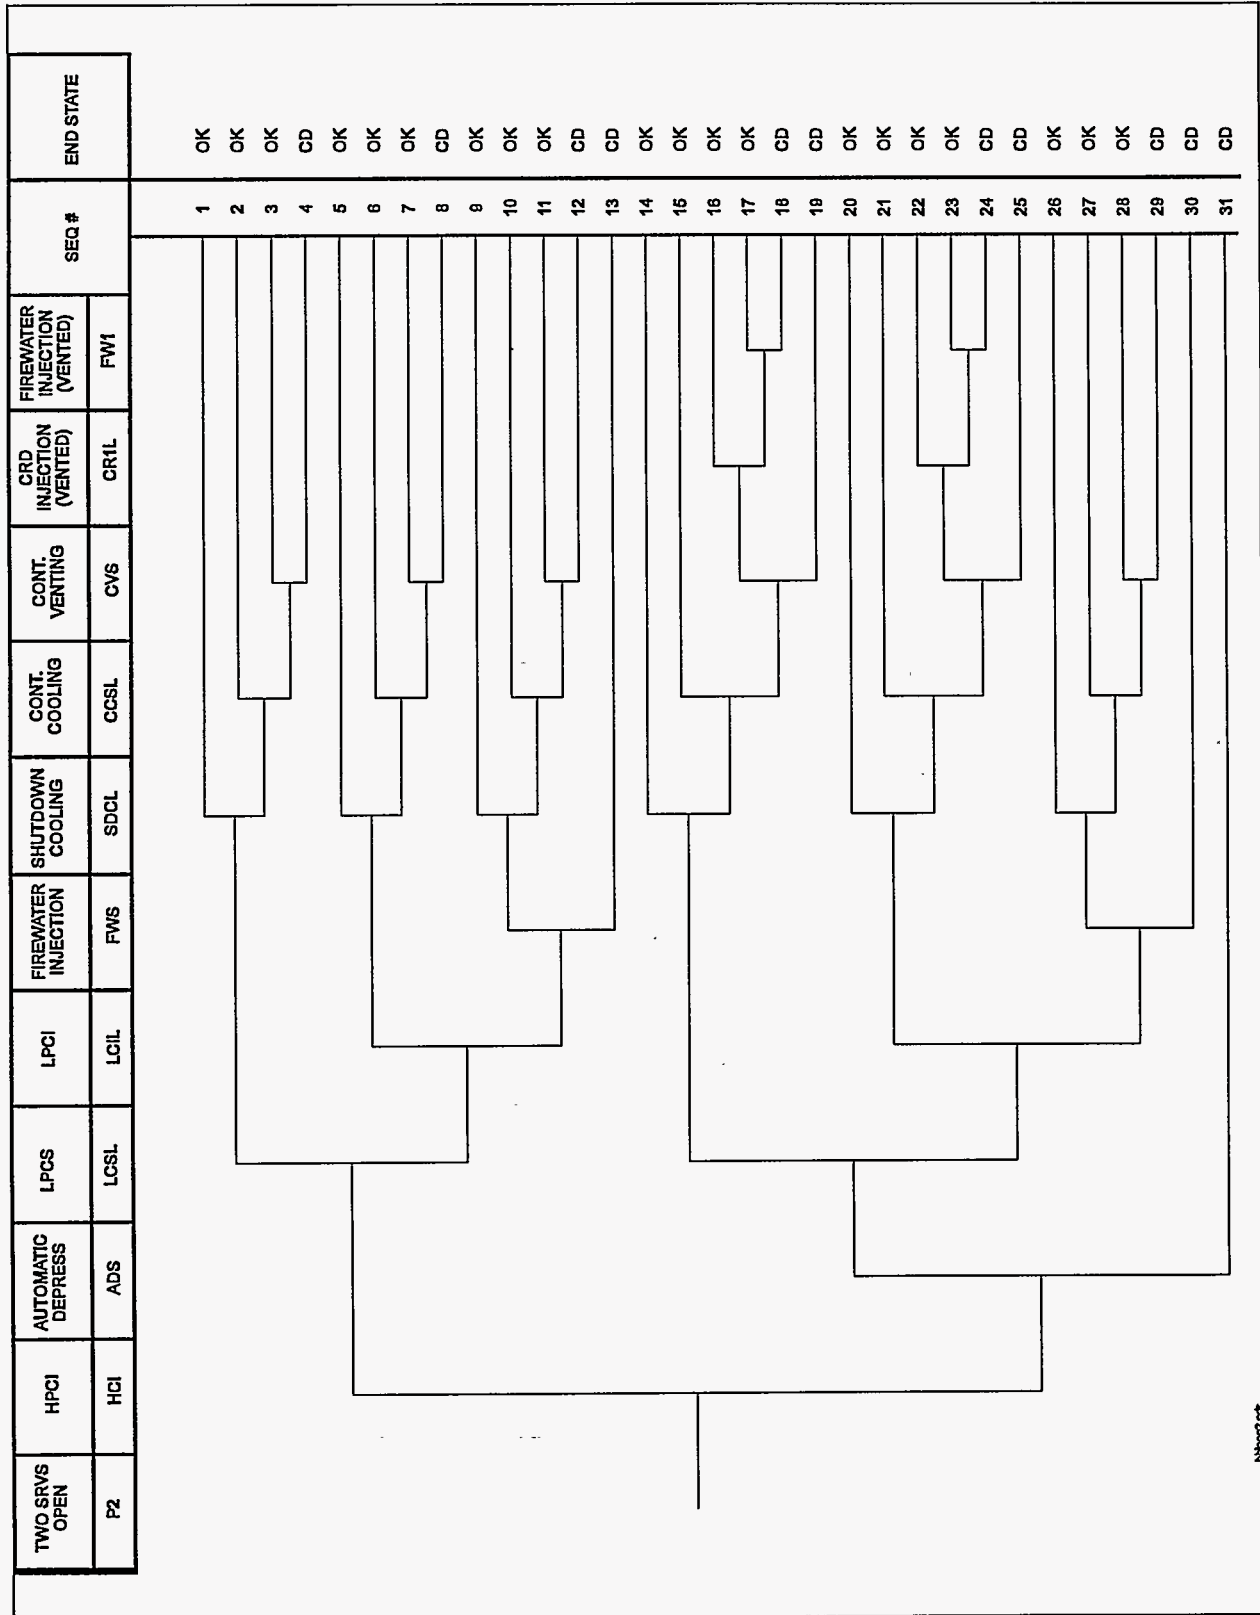 TWO SRVS
OPEN
HPCI
AUTOMATIC
DEPRESS
LPCS
LPCI
FIREWATER
INJECTION
SHUTDOWN
COOLING
CONT.
COOLING
CONT.
VENTING
CRD
INJECTION
(VENTED)
FIREWATER
INJECTION
(VENTED)
SEQ #
END STATE
P2
HCI
ADS
LCSL
LCIL
FWS
SDCL
CCSL
CVS
CR1L
FW1
1 OK
2 OK
3 OK
4 CD
5 OK
6 OK
7 OK
8 CD
9 OK
10 OK
11 OK
12 CD
13 CD
14 OK
15 OK
16 OK
17 OK
18 CD
19 CD
20 OK
21 OK
22 OK
23 OK
24 CD
25 CD
26 OK
27 OK
28 OK
29 CD
30 CD
31 CD